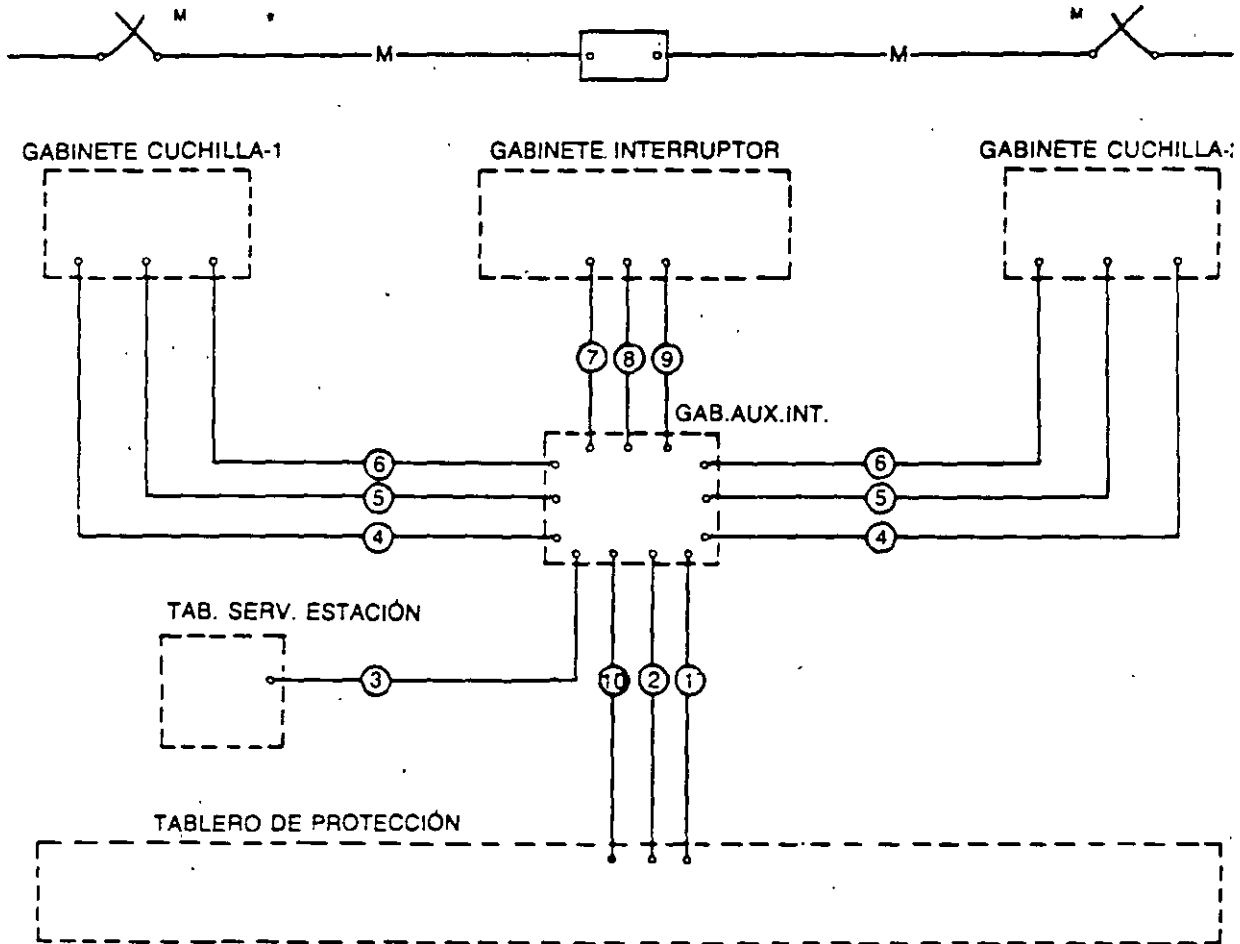 M
M
M
M
GABINETE CUCHILLA-1
GABINETE INTERRUPTOR
GABINETE CUCHILLA-2
7
8
9
GAB.AUX.INT.
6
6
5
5
4
4
TAB. SERV. ESTACIÓN
3
10
2
1
TABLERO DE PROTECCIÓN